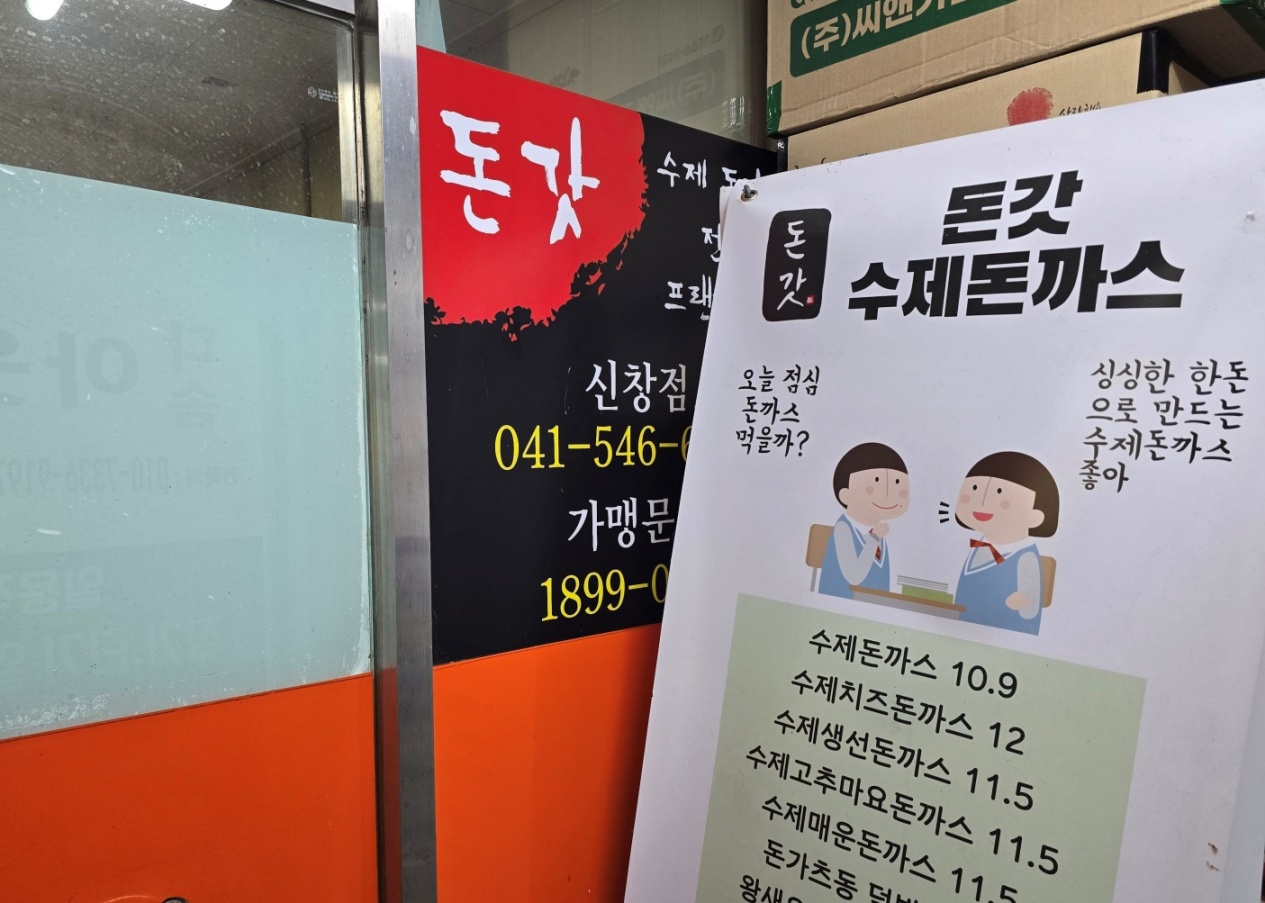 (주)씨앤
돈갓
수제
신창점
041-546-
가맹문
1899-0
돈갓
돈갓
수제돈까스
오늘 점심
돈까스
먹을까?
싱싱한 한돈
으로 만드는
수제돈까스
좋아
수제돈까스 10.9
수제치즈돈까스 12
수제생선돈까스 11.5
수제고추마요돈까스 11.5
수제매운돈까스 11.5
돈가츠동